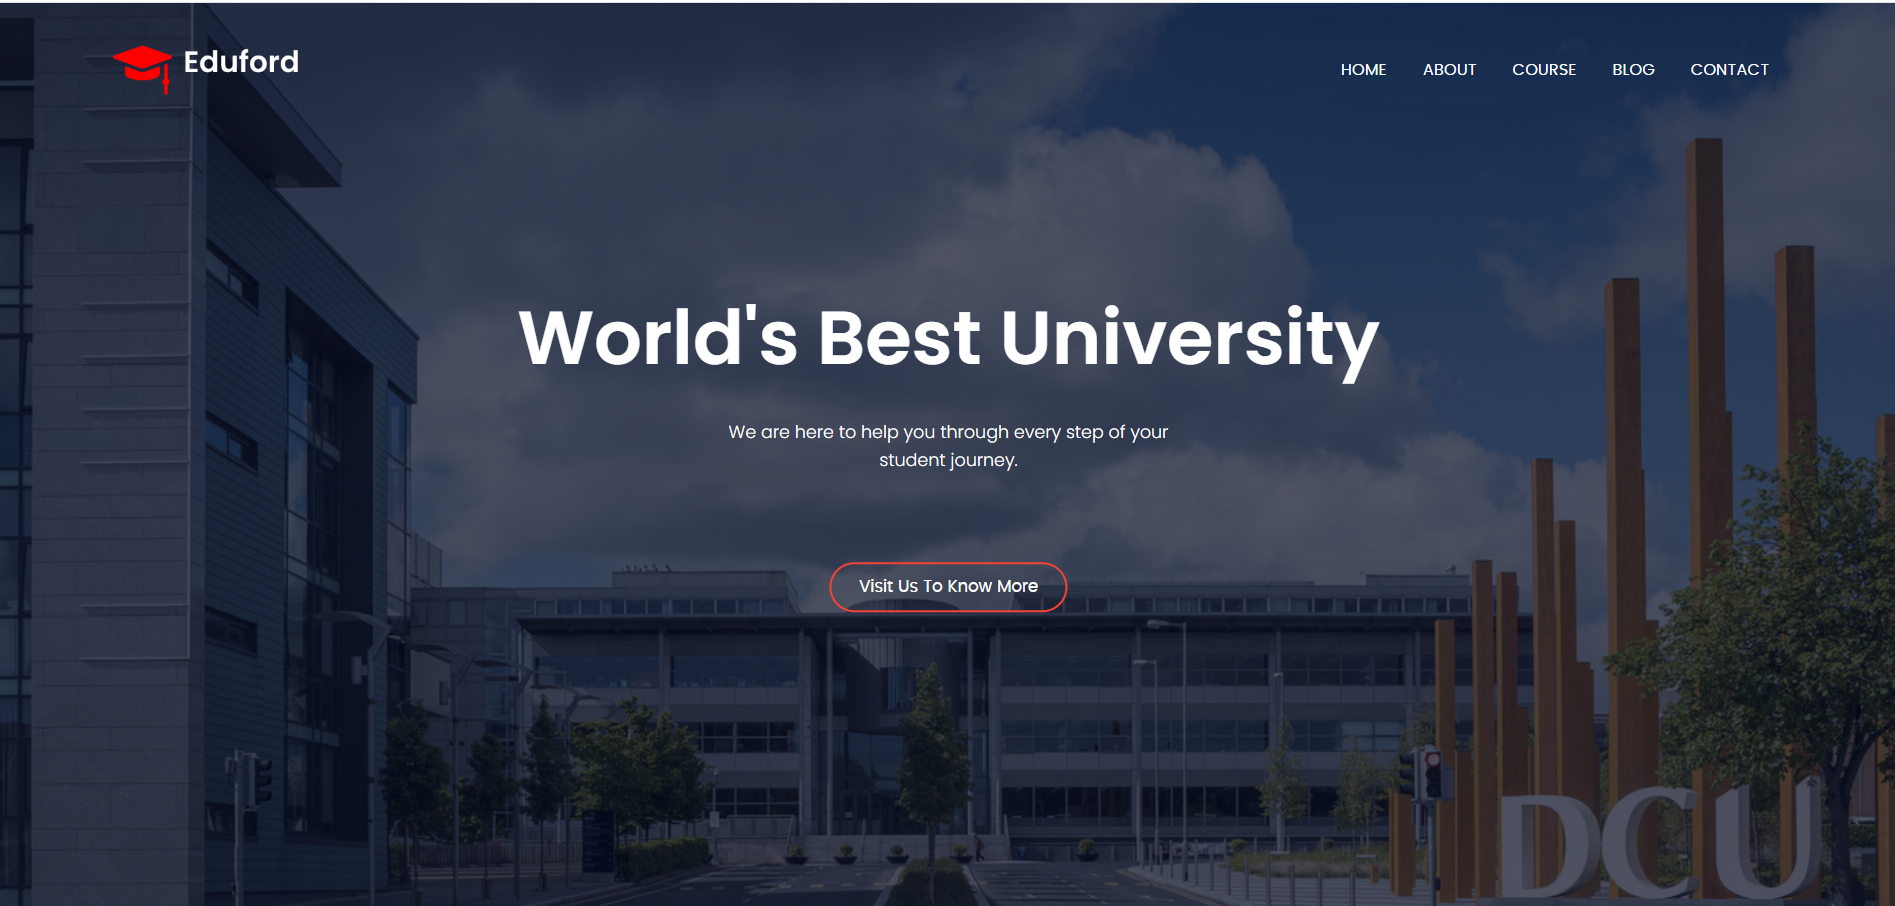 Eduford
HOME ABOUT COURSE BLOG CONTACT
World's Best University
We are here to help you through every step of your
student journey.
Visit Us To Know More
DCU